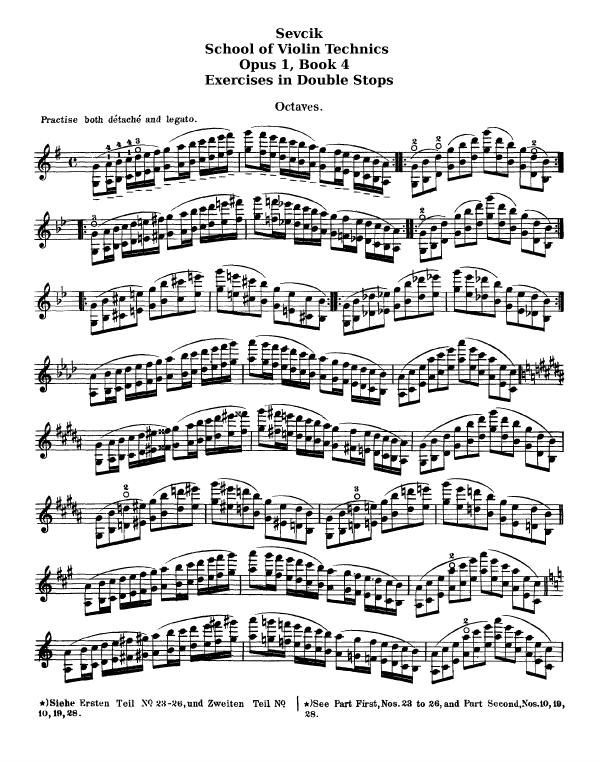 Sevcik
School of Violin Technics
Opus 1, Book 4
Exercises in Double Stops
Octaves.
Practise both détaché and legato.
*)Siehe Ersten Teil Nº 23-26, und Zweiten Teil Nº
10, 19, 28.
*)See Part First, Nos. 23 to 26, and Part Second, Nos. 10, 19,
28.